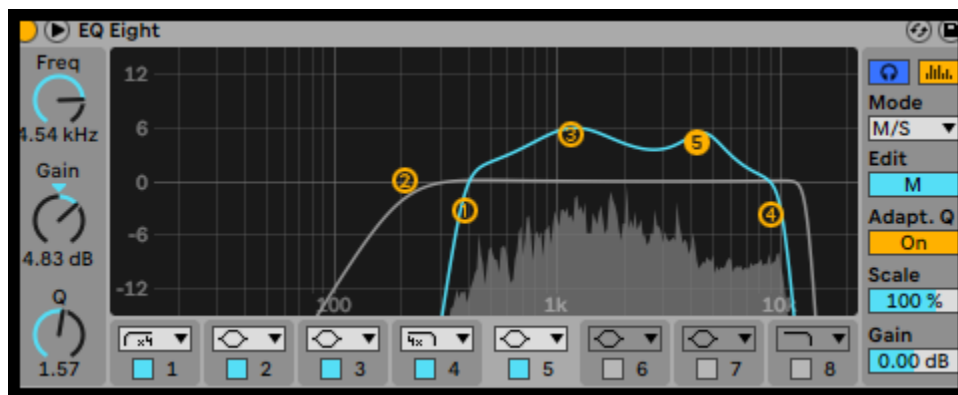 EQ Eight
Freq
4.54 kHz
Gain
4.83 dB
Q
1.57
12
6
0
-6
-12
100
1k
10k
1
2
3
4
5
x4
4x
1
2
3
4
5
6
7
8
Mode
M/S
Edit
M
Adapt. Q
On
Scale
100 %
Gain
0.00 dB